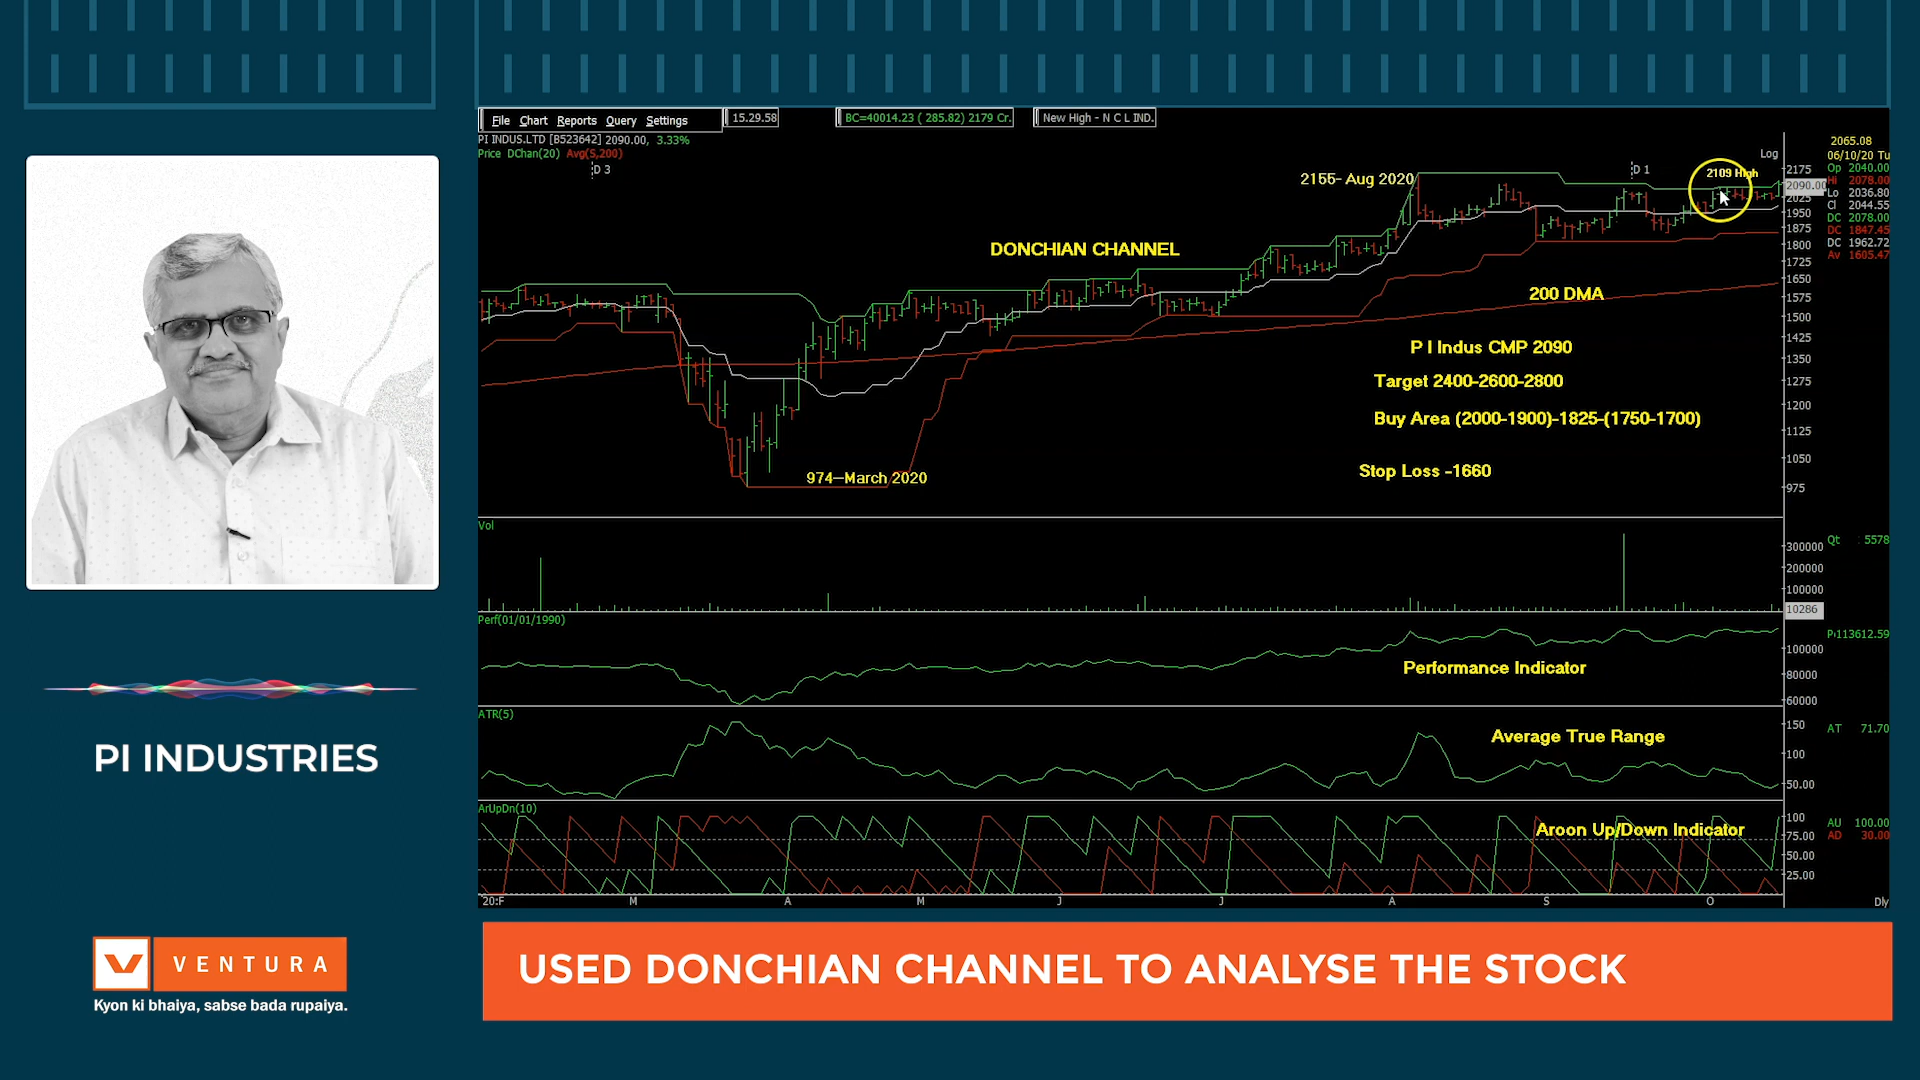 File Chart Reports Query Settings
15.29.58
BC=40014.23 ( 285.82) 2179 Cr.
New High - N C L IND.
PI INDUS.LTD [B523642] 2090.00, 3.33%
Price DChan(20) Avg(5,200)
D 3
D 1
Log
2065.08
06/10/20 Tu
Op 2040.00
Hi 2078.00
Lo 2036.80
Cl 2044.55
DC 2078.00
DC 1847.45
DC 1962.72
Av 1605.47
2155- Aug 2020
2109 High
DONCHIAN CHANNEL
200 DMA
P I Indus CMP 2090
Target 2400-2600-2800
Buy Area (2000-1900)-1825-(1750-1700)
Stop Loss -1660
974--March 2020
2175
2090.00
2025
1950
1875
1800
1725
1650
1575
1500
1425
1350
1275
1200
1125
1050
975
Vol
300000
200000
100000
10286
Qt 5578
Perf(01/01/1990)
Performance Indicator
100000
80000
60000
113612.59
ATR(5)
Average True Range
150
100
50.00
AT 71.70
ArUpDn(10)
Aroon Up/Down Indicator
100
75.00
50.00
25.00
AU 100.00
AD 30.00
20:F M A M J J A S O Dly
PI INDUSTRIES
VENTURA
Kyon ki bhaiya, sabse bada rupaiya.
USED DONCHIAN CHANNEL TO ANALYSE THE STOCK